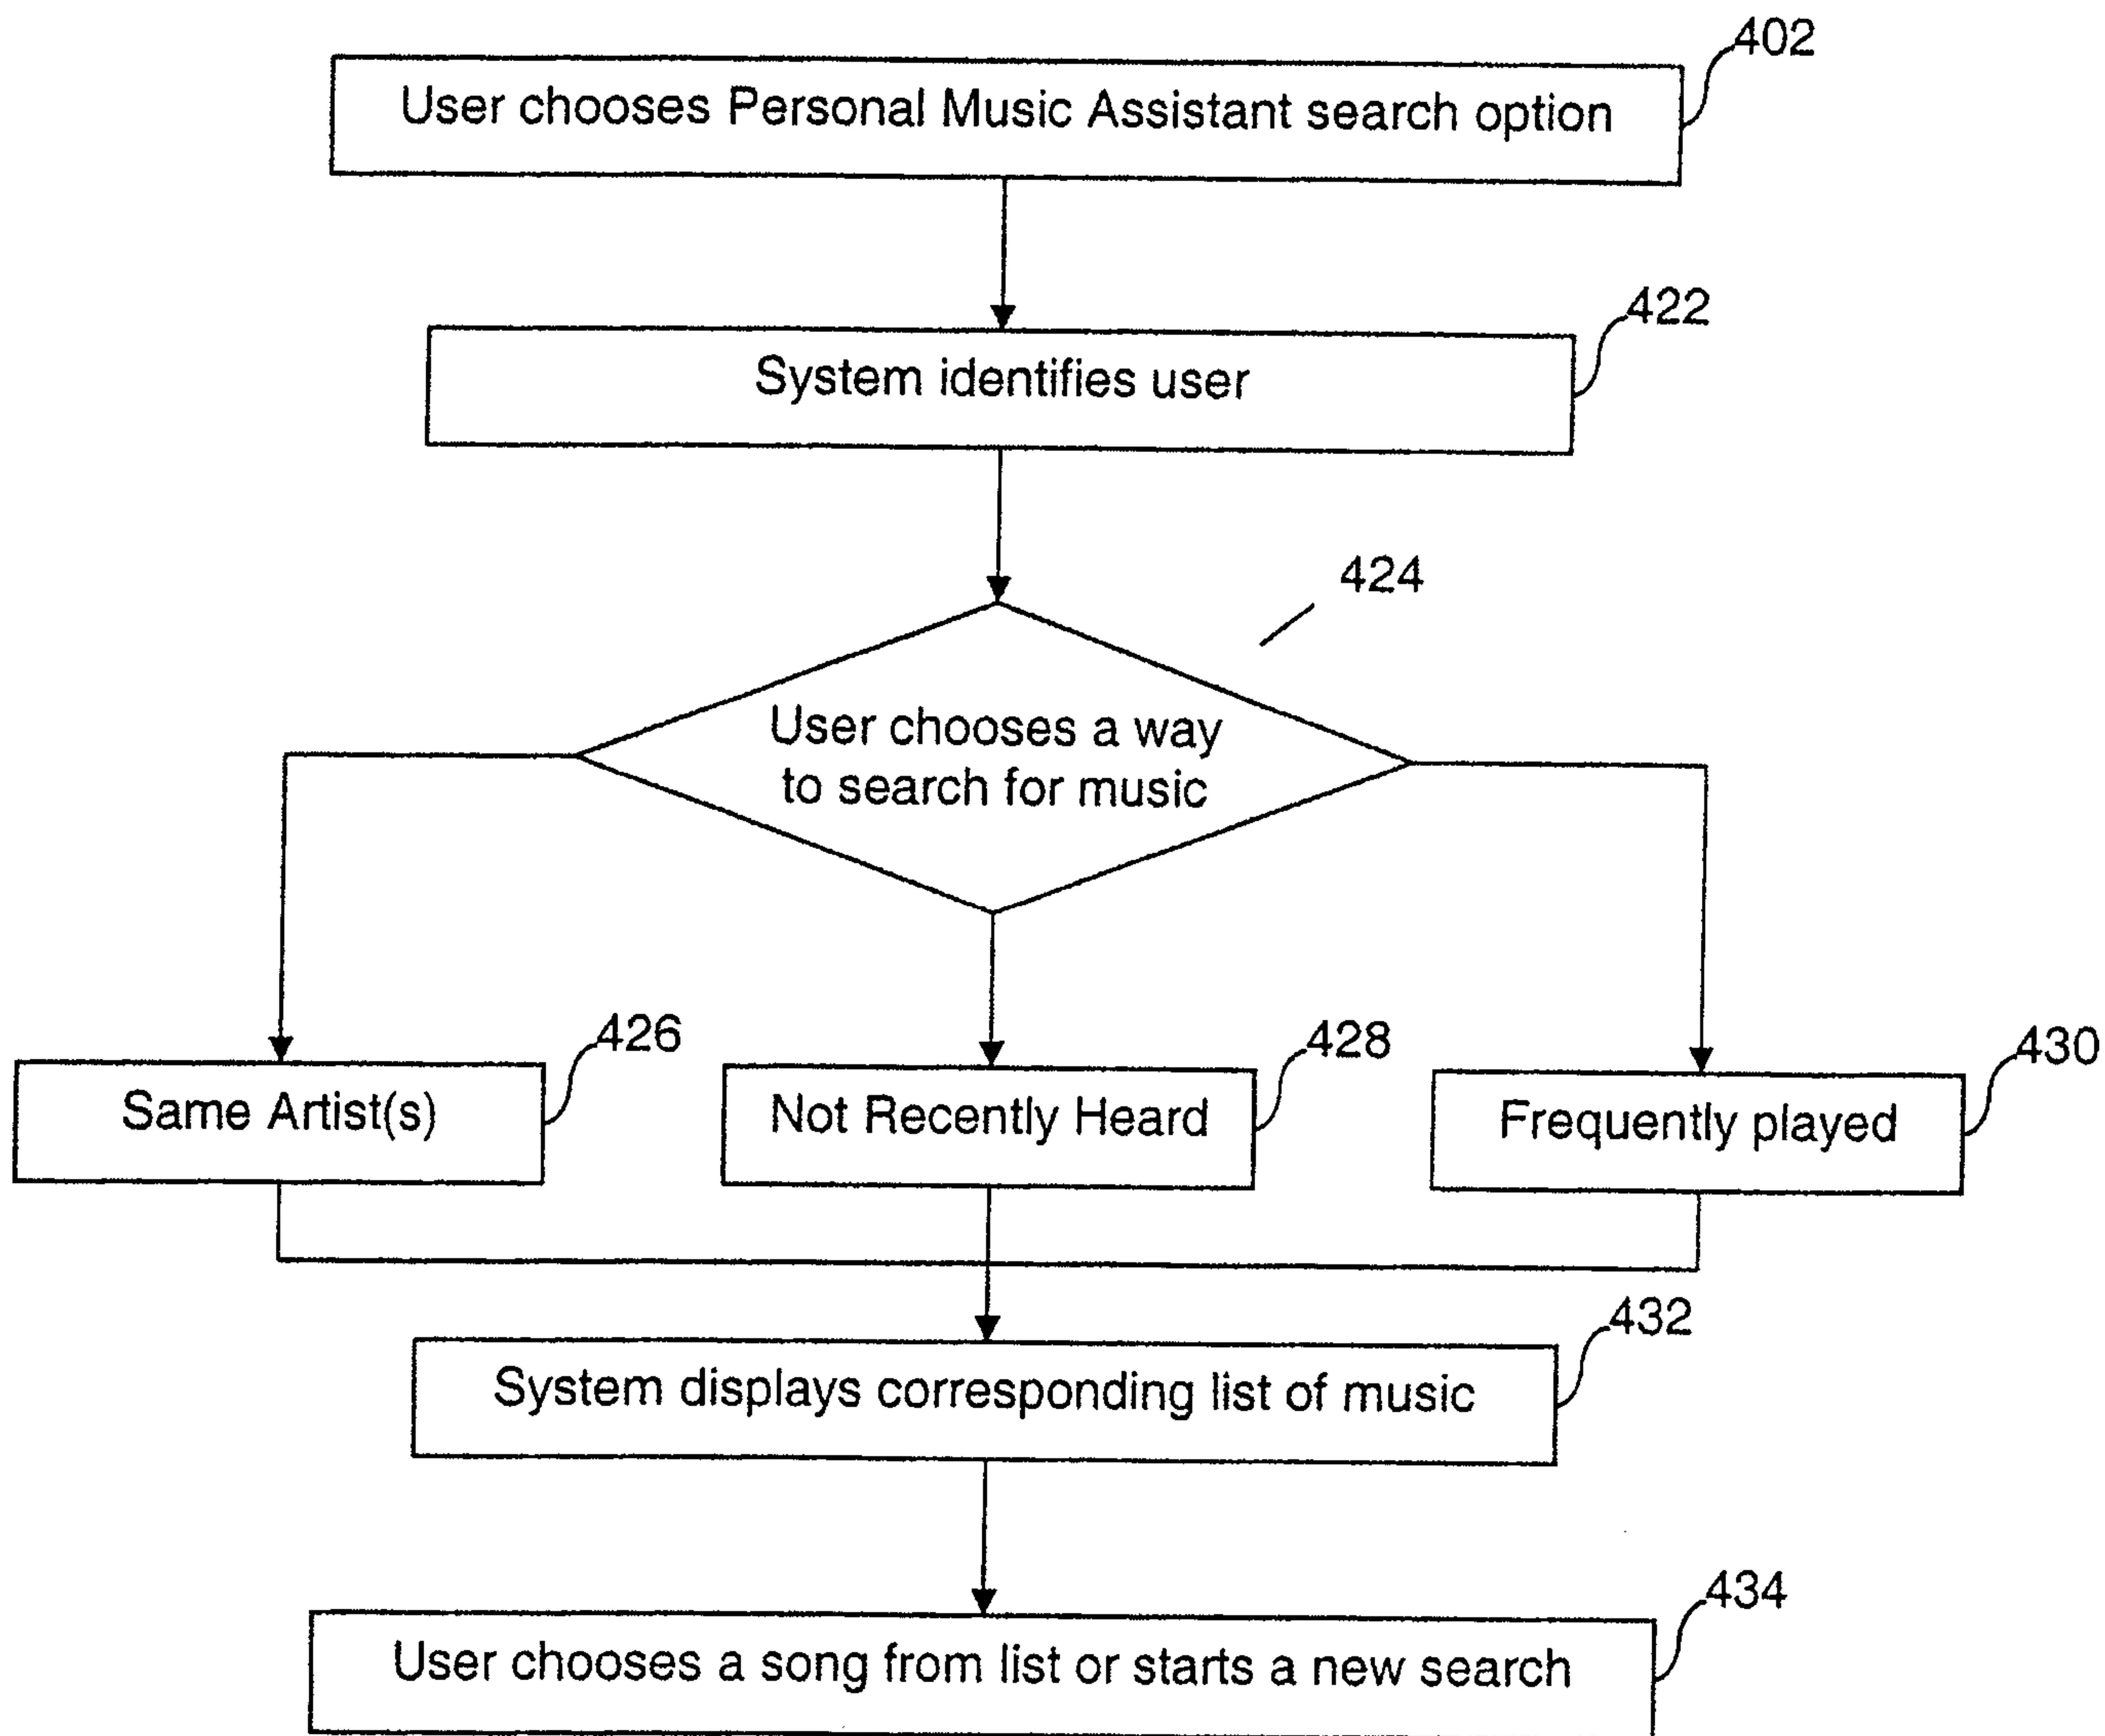 402
User chooses Personal Music Assistant search option
422
System identifies user
424
User chooses a way
to search for music
426
Same Artist(s)
428
Not Recently Heard
430
Frequently played
432
System displays corresponding list of music
434
User chooses a song from list or starts a new search